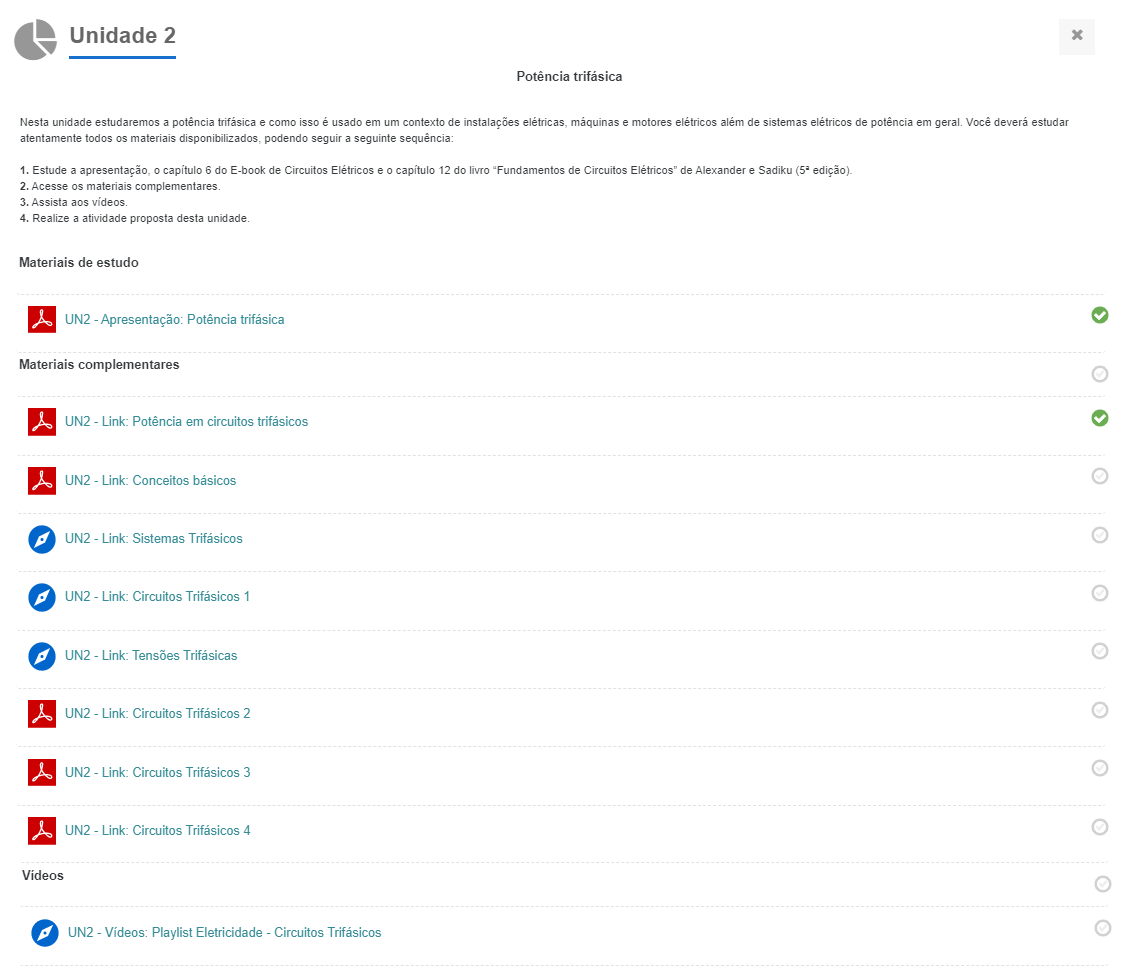 Unidade 2
Potência trifásica
Nesta unidade estudaremos a potência trifásica e como isso é usado em um contexto de instalações elétricas, máquinas e motores elétricos além de sistemas elétricos de potência em geral. Você deverá estudar
atentamente todos os materiais disponibilizados, podendo seguir a seguinte sequência:
1. Estude a apresentação, o capítulo 6 do E-book de Circuitos Elétricos e o capítulo 12 do livro “Fundamentos de Circuitos Elétricos” de Alexander e Sadiku (5ª edição).
2. Acesse os materiais complementares.
3. Assista aos vídeos.
4. Realize a atividade proposta desta unidade.
Materiais de estudo
UN2 - Apresentação: Potência trifásica
Materiais complementares
UN2 - Link: Potência em circuitos trifásicos
UN2 - Link: Conceitos básicos
UN2 - Link: Sistemas Trifásicos
UN2 - Link: Circuitos Trifásicos 1
UN2 - Link: Tensões Trifásicas
UN2 - Link: Circuitos Trifásicos 2
UN2 - Link: Circuitos Trifásicos 3
UN2 - Link: Circuitos Trifásicos 4
Vídeos
UN2 - Vídeos: Playlist Eletricidade - Circuitos Trifásicos